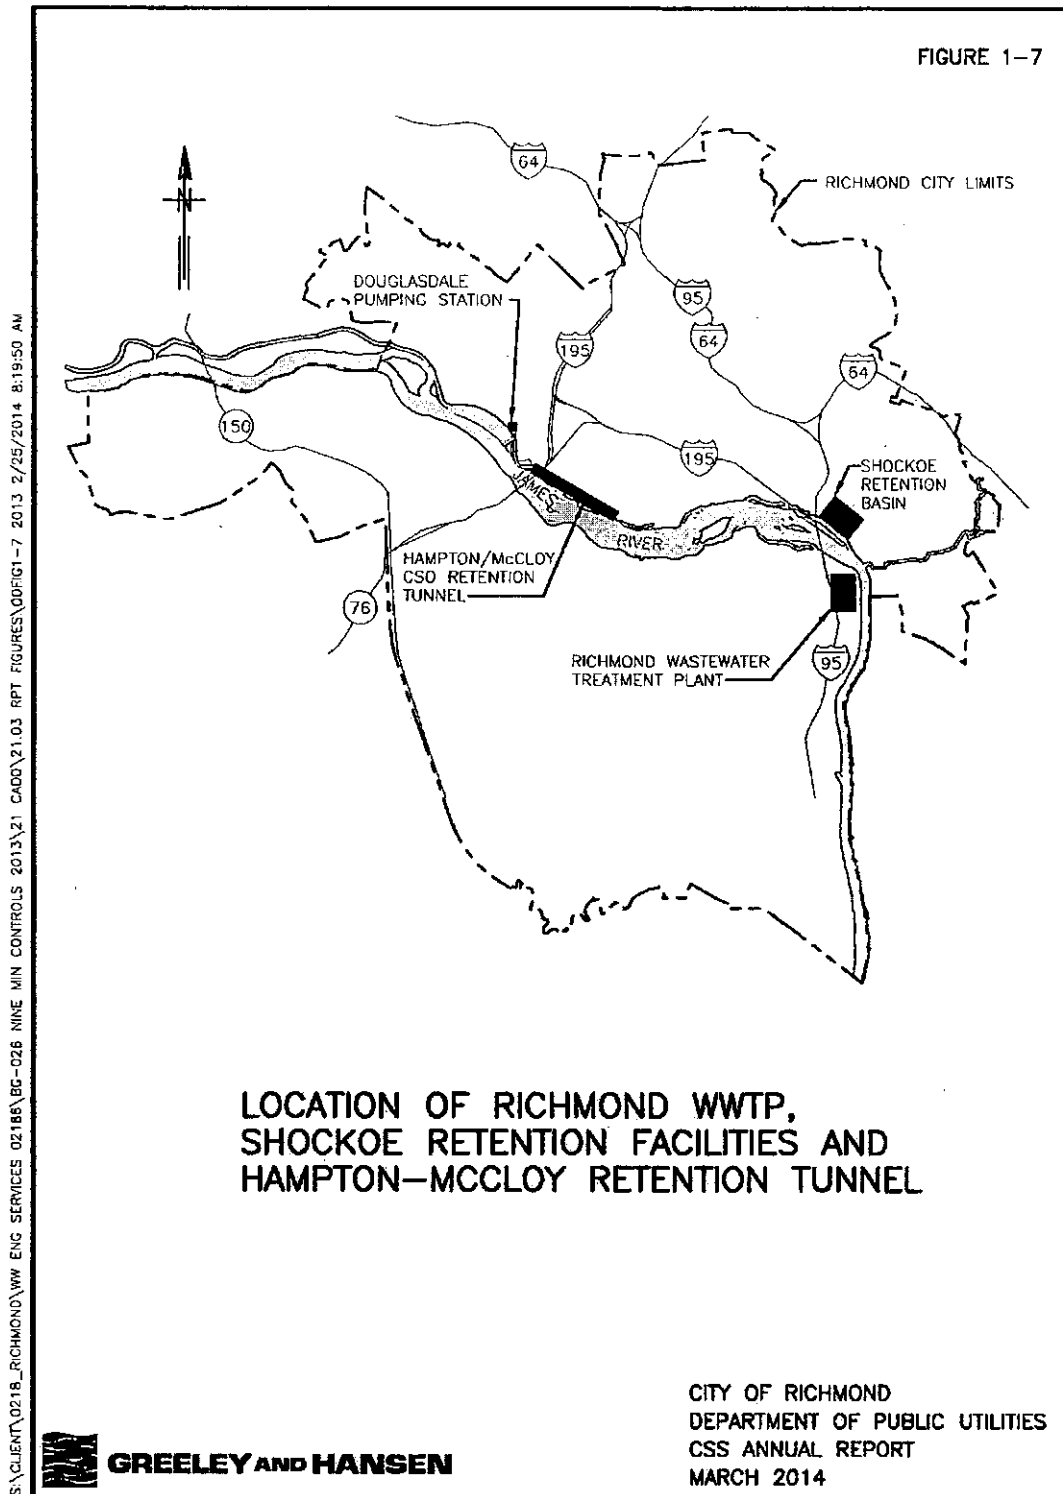 FIGURE 1-7
N
64
RICHMOND CITY LIMITS
DOUGLASDALE
PUMPING STATION
95
195
64
64
150
195
SHOCKOE
RETENTION
BASIN
JAMES
RIVER
HAMPTON/McCLOY
CSO RETENTION
TUNNEL
76
RICHMOND WASTEWATER
TREATMENT PLANT
95
LOCATION OF RICHMOND WWTP,
SHOCKOE RETENTION FACILITIES AND
HAMPTON-MCCLOY RETENTION TUNNEL
GREELEY AND HANSEN
CITY OF RICHMOND
DEPARTMENT OF PUBLIC UTILITIES
CSS ANNUAL REPORT
MARCH 2014
S:\CLIENT\0218_RICHMOND\WW ENG SERVICES 02188\BG-026 NINE MIN CONTROLS 2013\21 CADD\21.03 RPT FIGURES\00FIG1-7 2013 2/25/2014 8:19:50 AM